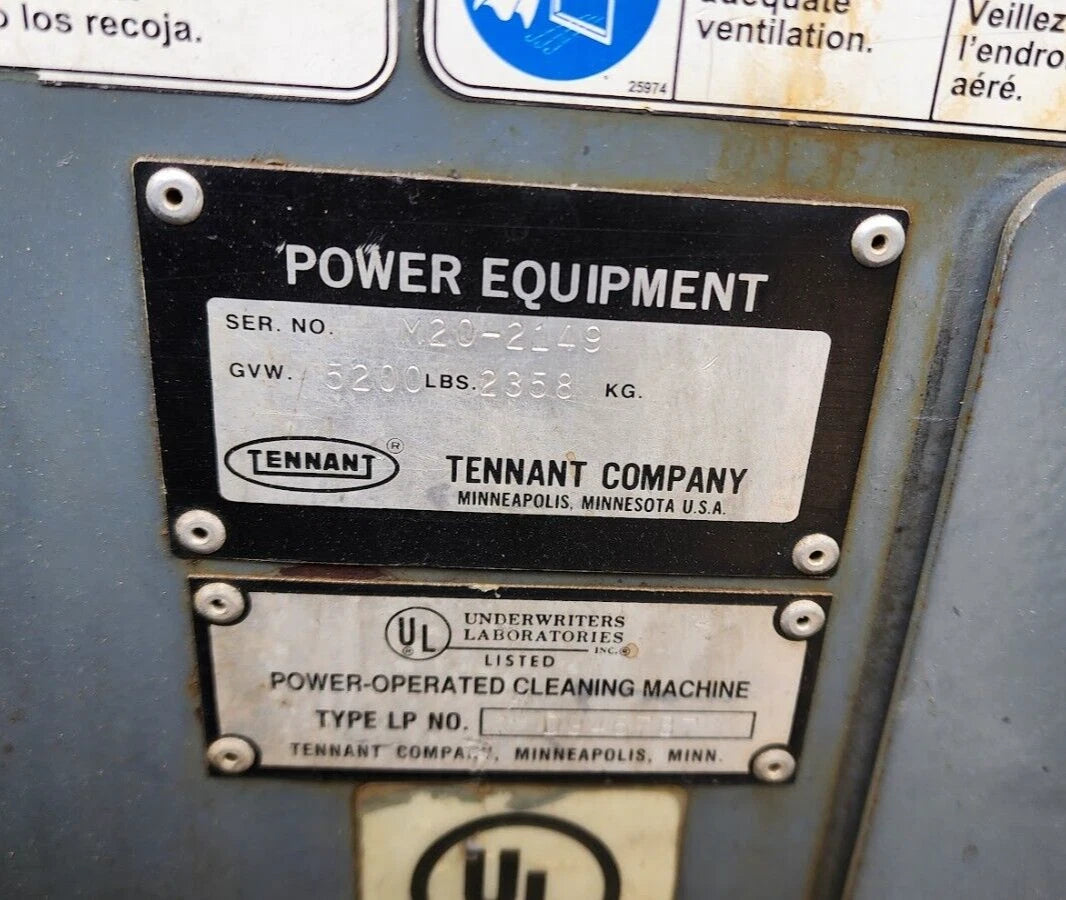 o los recoja.
adequate
ventilation.
Veillez
l'endro
aéré.
25974
POWER EQUIPMENT
SER. NO. M20-2149
GVW. 5200 LBS. 2358 KG.
TENNANT ®
TENNANT COMPANY
MINNEAPOLIS, MINNESOTA U.S.A.
UL ®
UNDERWRITERS
LABORATORIES
INC.®
LISTED
POWER-OPERATED CLEANING MACHINE
TYPE LP NO.
TENNANT COMPANY, MINNEAPOLIS, MINN.
UL